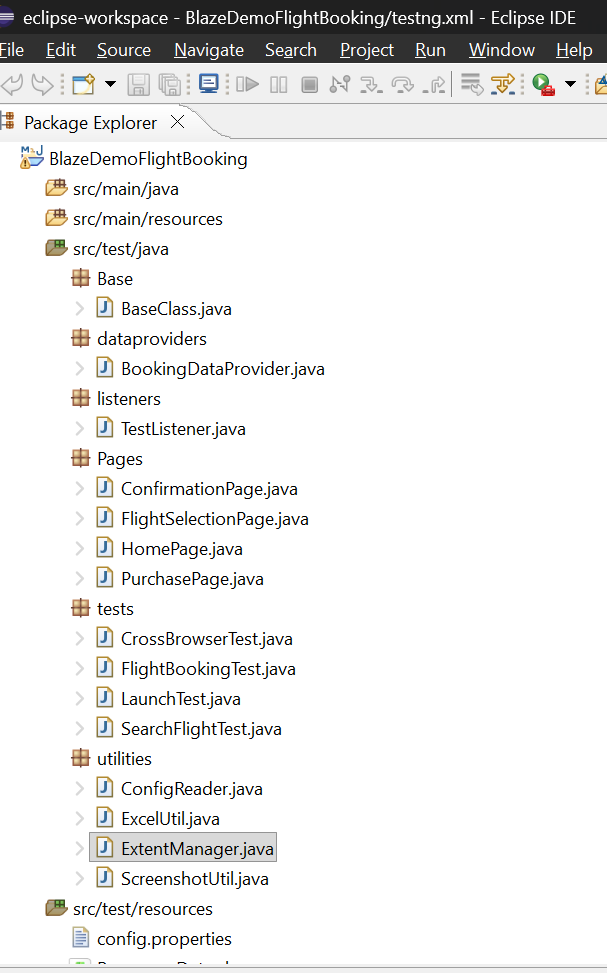 eclipse-workspace - BlazeDemoFlightBooking/testng.xml - Eclipse IDE
File Edit Source Navigate Search Project Run Window Help
Package Explorer
BlazeDemoFlightBooking
src/main/java
src/main/resources
src/test/java
Base
BaseClass.java
dataproviders
BookingDataProvider.java
listeners
TestListener.java
Pages
ConfirmationPage.java
FlightSelectionPage.java
HomePage.java
PurchasePage.java
tests
CrossBrowserTest.java
FlightBookingTest.java
LaunchTest.java
SearchFlightTest.java
utilities
ConfigReader.java
ExcelUtil.java
ExtentManager.java
ScreenshotUtil.java
src/test/resources
config.properties